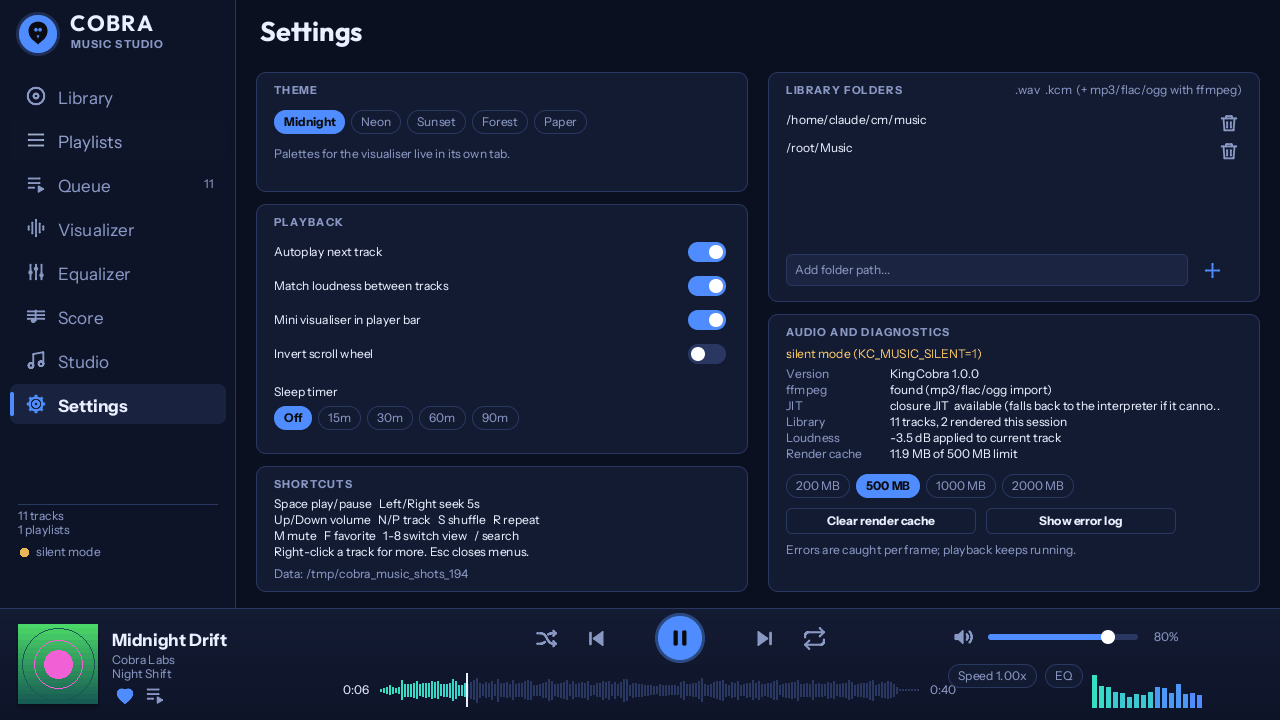 COBRA
MUSIC STUDIO
Library
Playlists
Queue 11
Visualizer
Equalizer
Score
Studio
Settings
11 tracks
1 playlists
silent mode
Settings
THEME
Midnight Neon Sunset Forest Paper
Palettes for the visualiser live in its own tab.
PLAYBACK
Autoplay next track
Match loudness between tracks
Mini visualiser in player bar
Invert scroll wheel
Sleep timer
Off 15m 30m 60m 90m
SHORTCUTS
Space play/pause Left/Right seek 5s
Up/Down volume N/P track S shuffle R repeat
M mute F favorite 1-8 switch view / search
Right-click a track for more. Esc closes menus.
Data: /tmp/cobra_music_shots_194
LIBRARY FOLDERS .wav .kcm (+ mp3/flac/ogg with ffmpeg)
/home/claude/cm/music
/root/Music
Add folder path...
AUDIO AND DIAGNOSTICS
silent mode (KC_MUSIC_SILENT=1)
Version KingCobra 1.0.0
ffmpeg found (mp3/flac/ogg import)
JIT closure JIT available (falls back to the interpreter if it canno..
Library 11 tracks, 2 rendered this session
Loudness -3.5 dB applied to current track
Render cache 11.9 MB of 500 MB limit
200 MB 500 MB 1000 MB 2000 MB
Clear render cache Show error log
Errors are caught per frame; playback keeps running.
Midnight Drift
Cobra Labs
Night Shift
0:06 0:40
80%
Speed 1.00x EQ